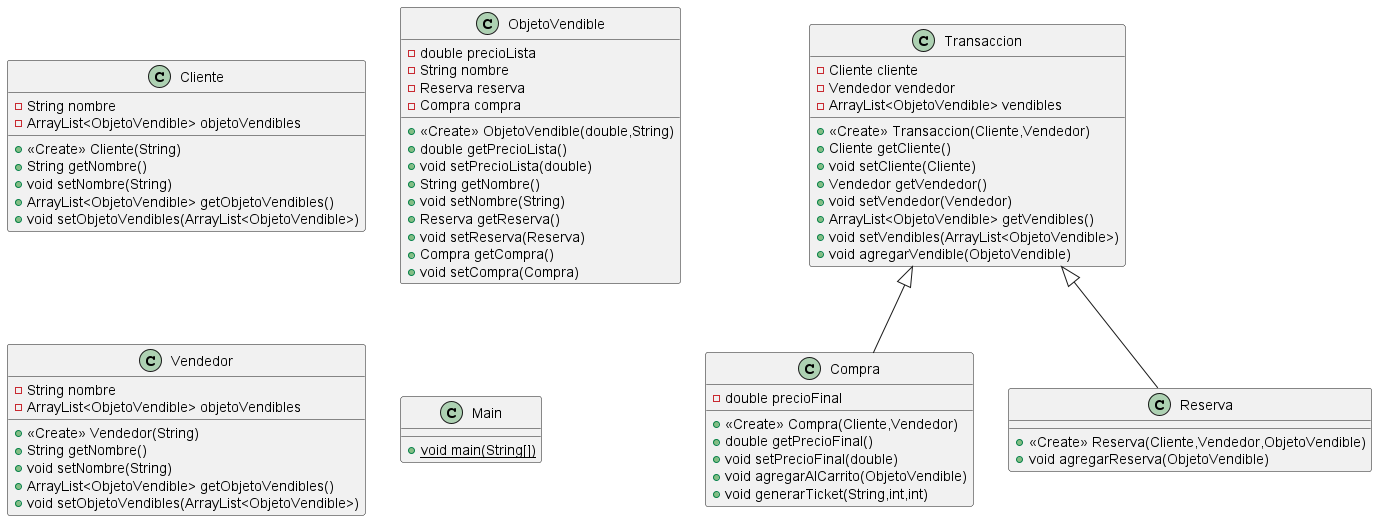 C Cliente
String nombre
ArrayList<ObjetoVendible> objetoVendibles
«Create» Cliente(String)
String getNombre()
void setNombre(String)
ArrayList<ObjetoVendible> getObjetoVendibles()
void setObjetoVendibles(ArrayList<ObjetoVendible>)
C ObjetoVendible
double precioLista
String nombre
Reserva reserva
Compra compra
«Create» ObjetoVendible(double,String)
double getPrecioLista()
void setPrecioLista(double)
String getNombre()
void setNombre(String)
Reserva getReserva()
void setReserva(Reserva)
Compra getCompra()
void setCompra(Compra)
C Transaccion
Cliente cliente
Vendedor vendedor
ArrayList<ObjetoVendible> vendibles
«Create» Transaccion(Cliente,Vendedor)
Cliente getCliente()
void setCliente(Cliente)
Vendedor getVendedor()
void setVendedor(Vendedor)
ArrayList<ObjetoVendible> getVendibles()
void setVendibles(ArrayList<ObjetoVendible>)
void agregarVendible(ObjetoVendible)
C Vendedor
String nombre
ArrayList<ObjetoVendible> objetoVendibles
«Create» Vendedor(String)
String getNombre()
void setNombre(String)
ArrayList<ObjetoVendible> getObjetoVendibles()
void setObjetoVendibles(ArrayList<ObjetoVendible>)
C Main
void main(String[])
C Compra
double precioFinal
«Create» Compra(Cliente,Vendedor)
double getPrecioFinal()
void setPrecioFinal(double)
void agregarAlCarrito(ObjetoVendible)
void generarTicket(String,int,int)
C Reserva
«Create» Reserva(Cliente,Vendedor,ObjetoVendible)
void agregarReserva(ObjetoVendible)